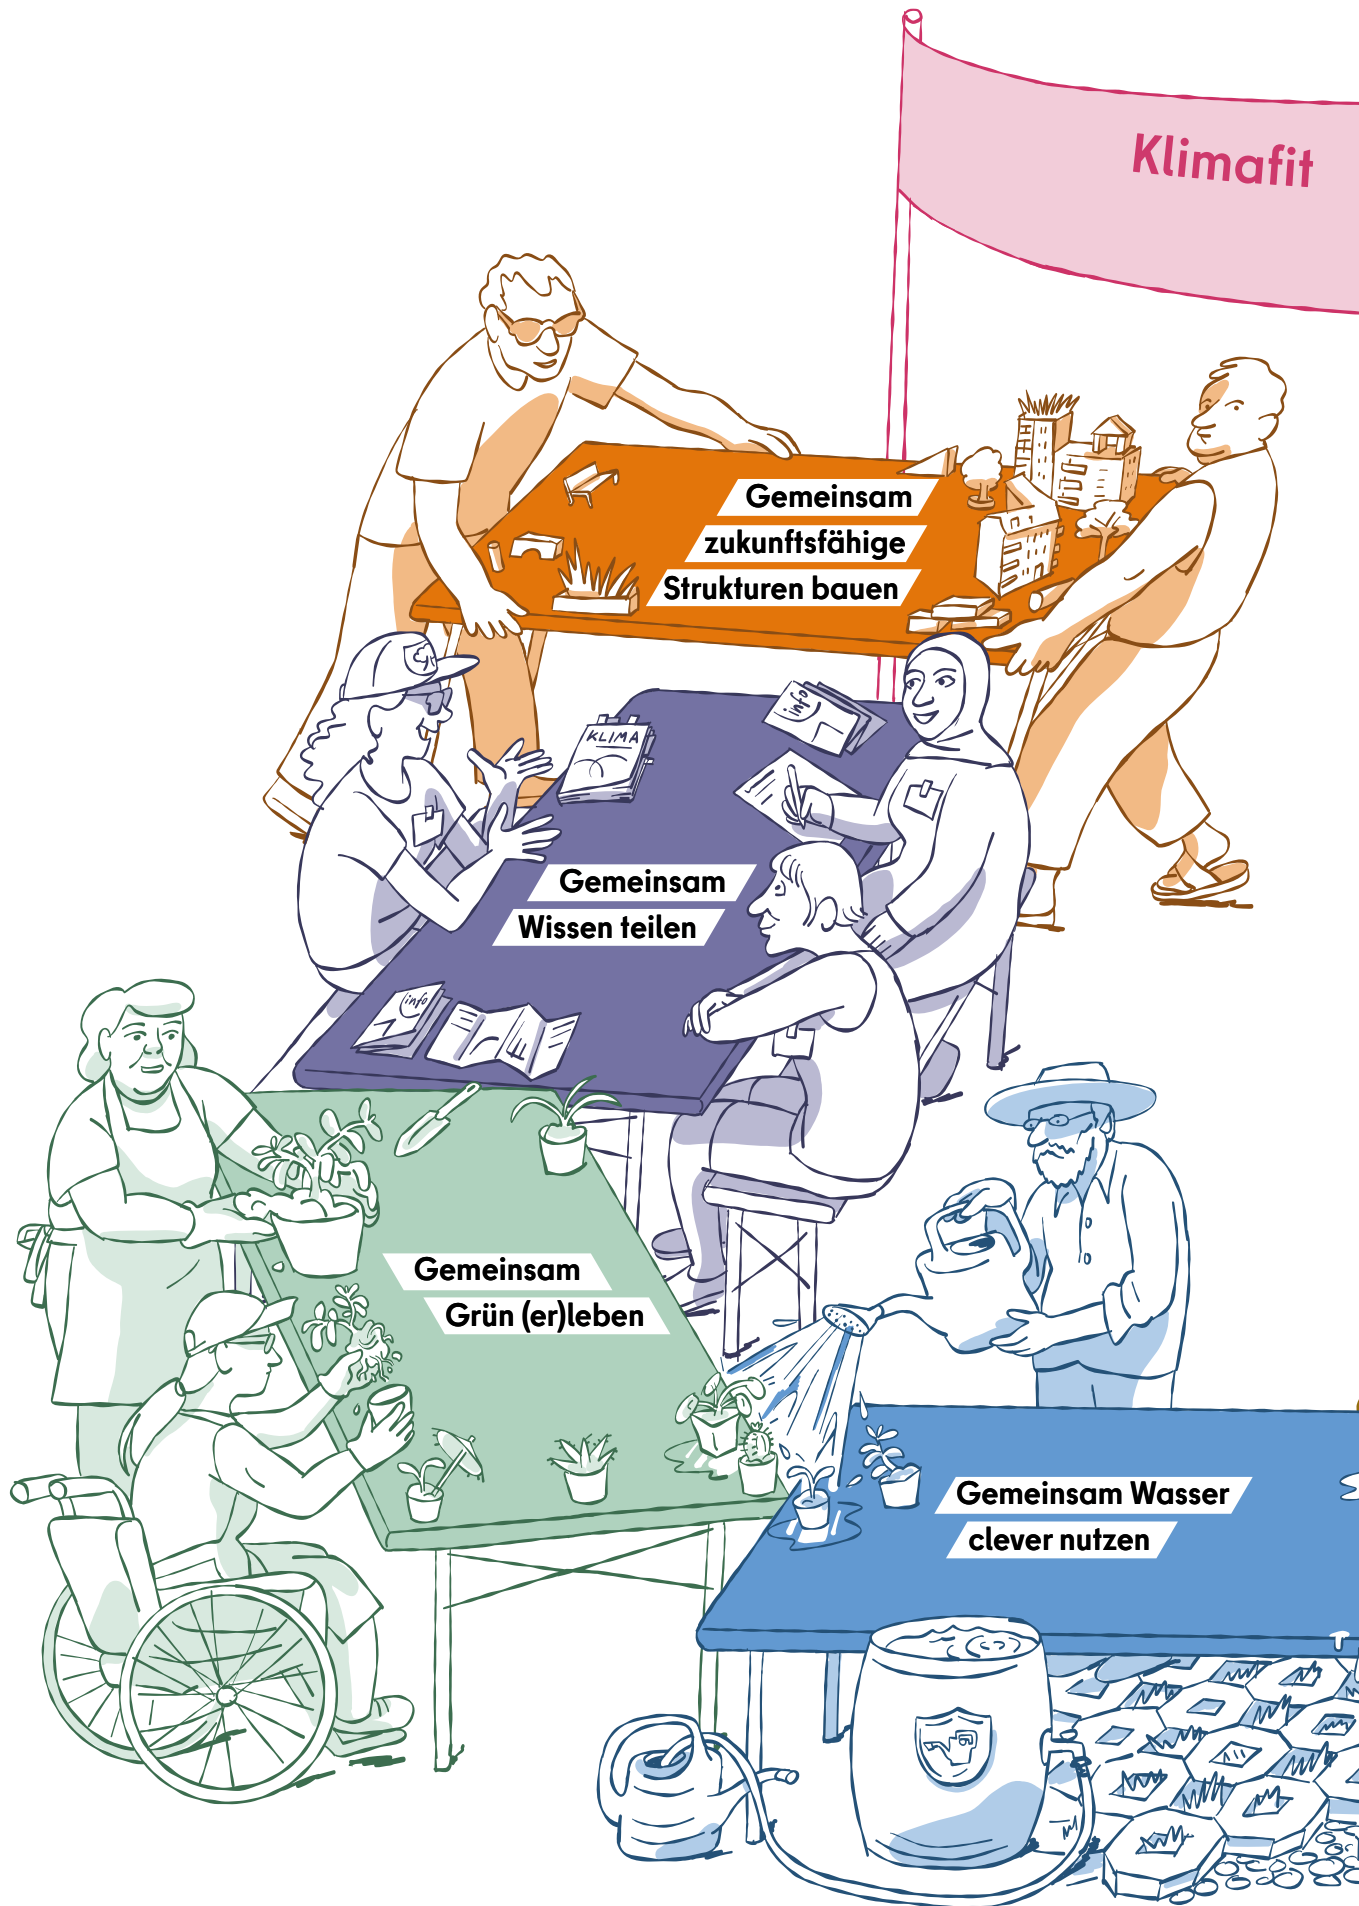 Klimafit
Gemeinsam
zukunftsfähige
Strukturen bauen
info
KLIMA
Gemeinsam
Wissen teilen
info
Gemeinsam
Grün (er)leben
Gemeinsam Wasser
clever nutzen